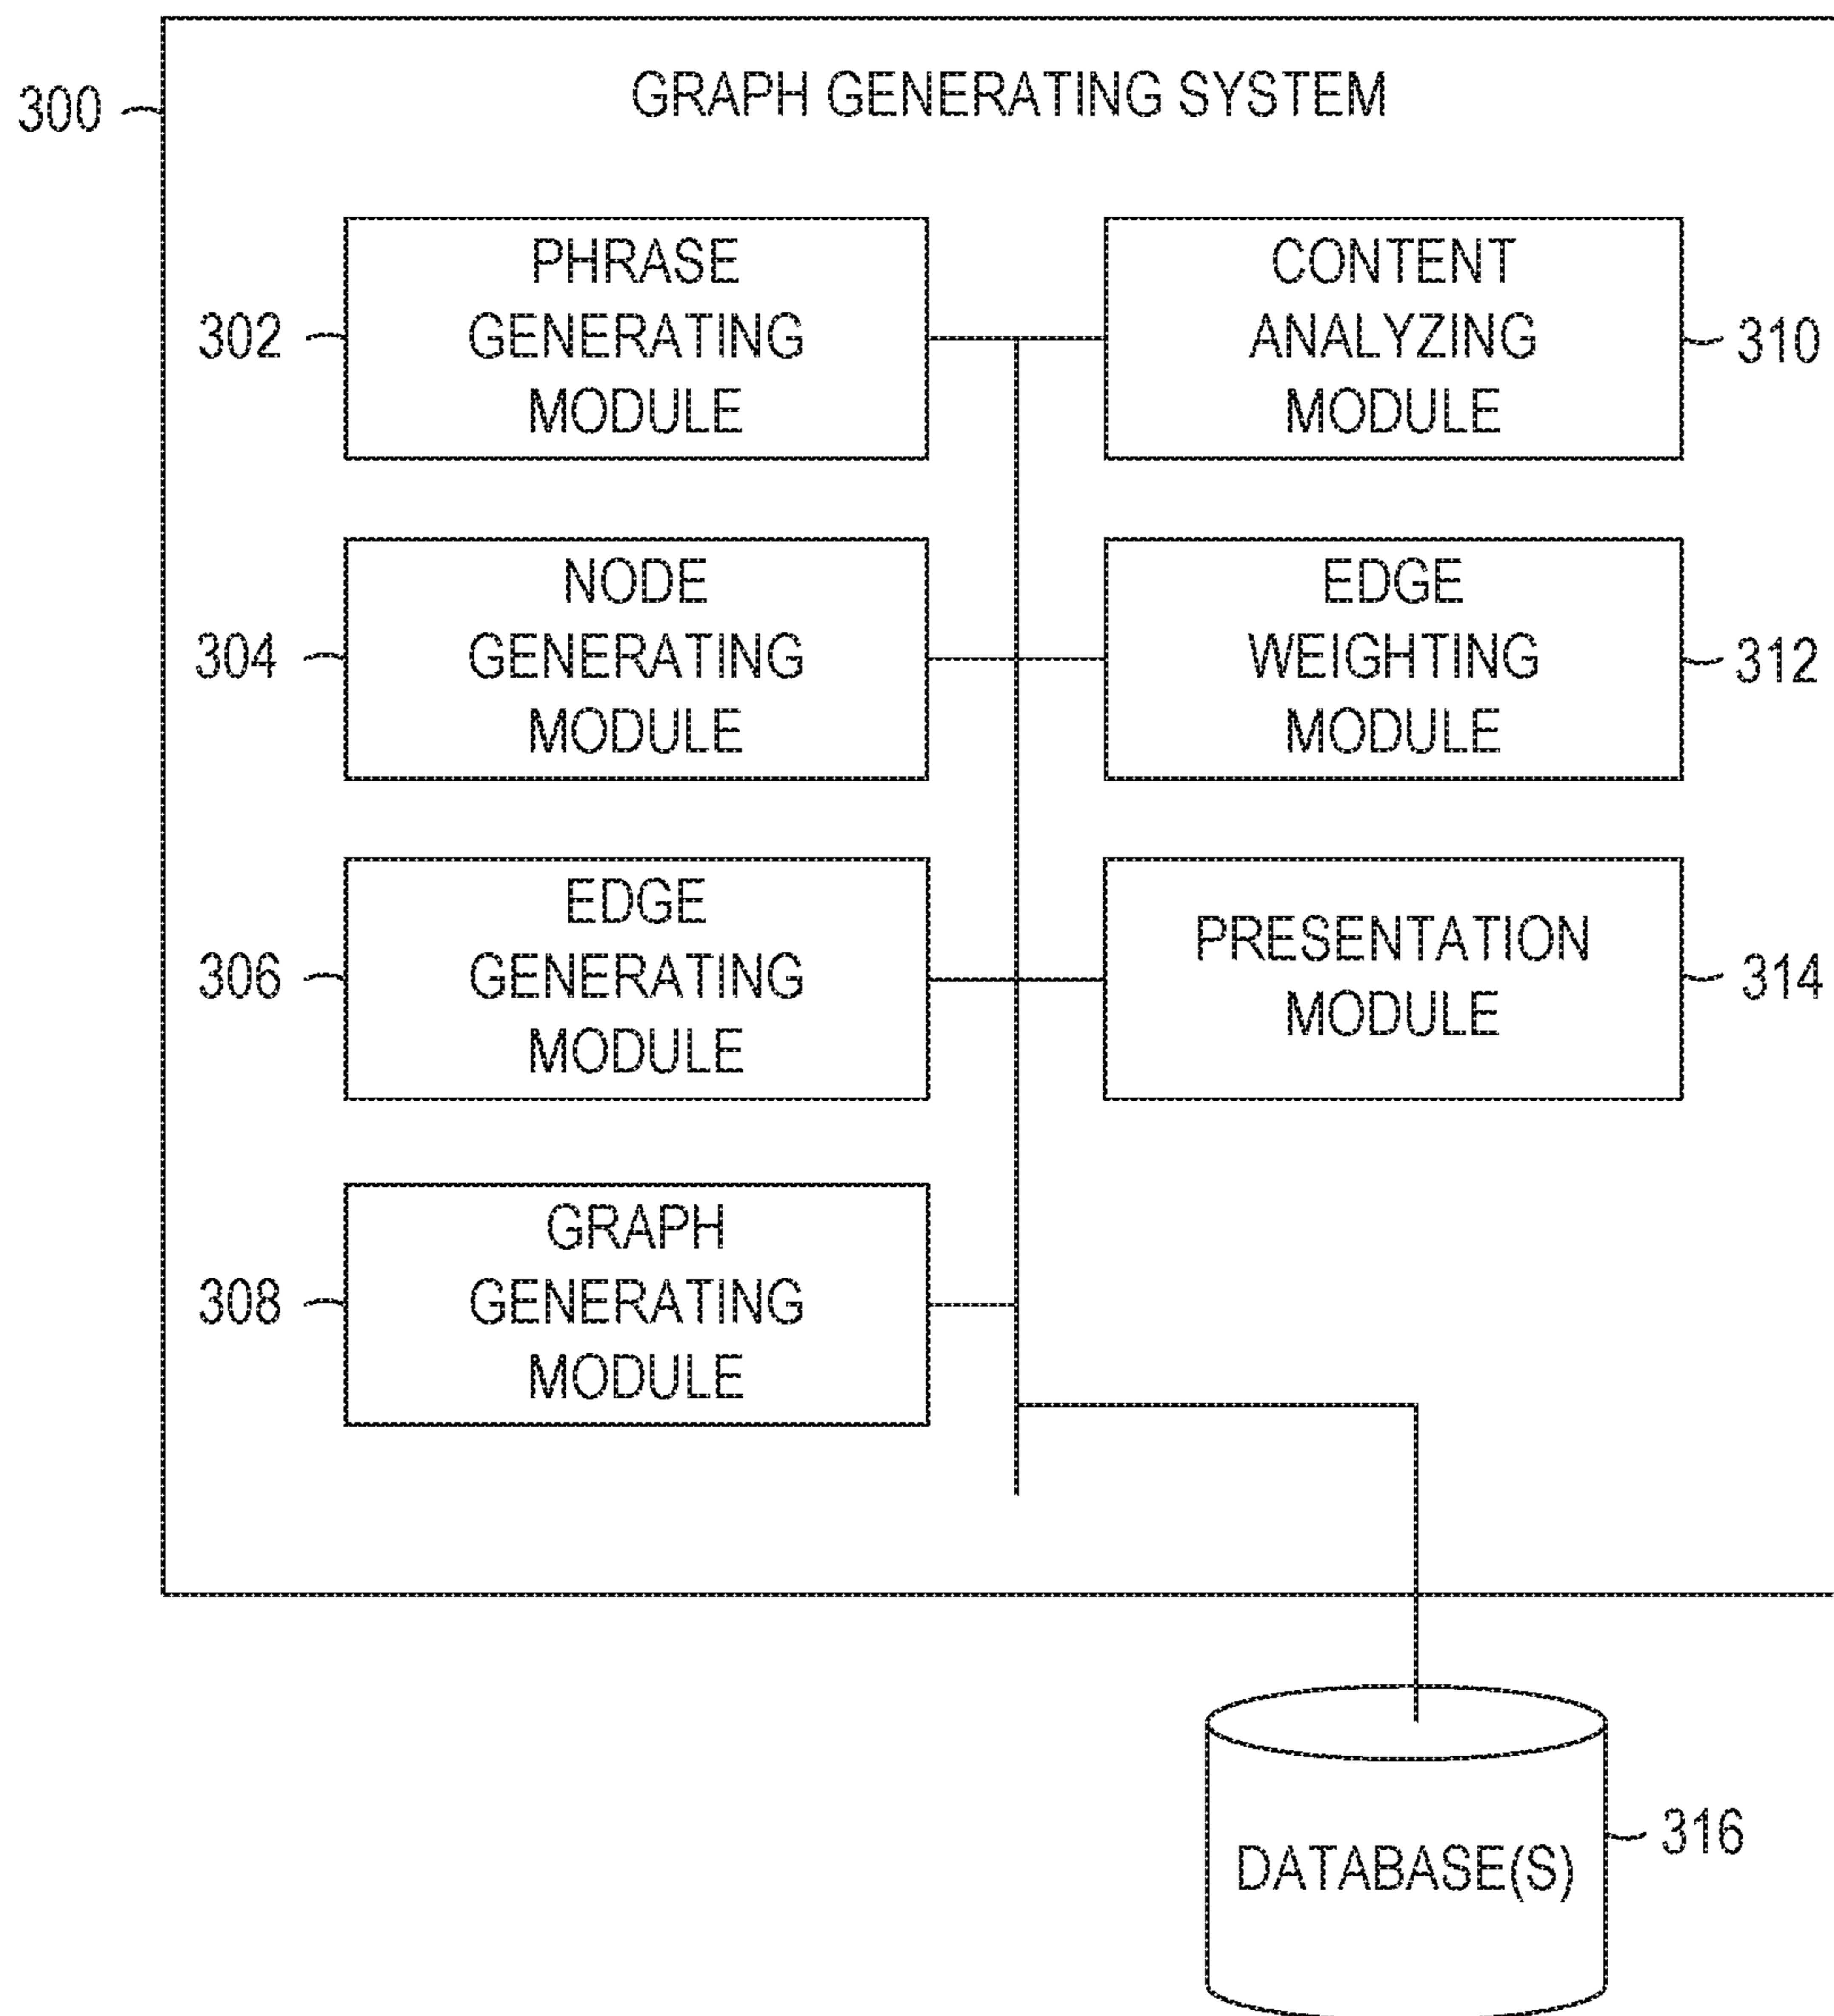 GRAPH GENERATING SYSTEM
300
PHRASE
GENERATING
MODULE
302
CONTENT
ANALYZING
MODULE
310
NODE
GENERATING
MODULE
304
EDGE
WEIGHTING
MODULE
312
EDGE
GENERATING
MODULE
306
PRESENTATION
MODULE
314
GRAPH
GENERATING
MODULE
308
DATABASE(S)
316